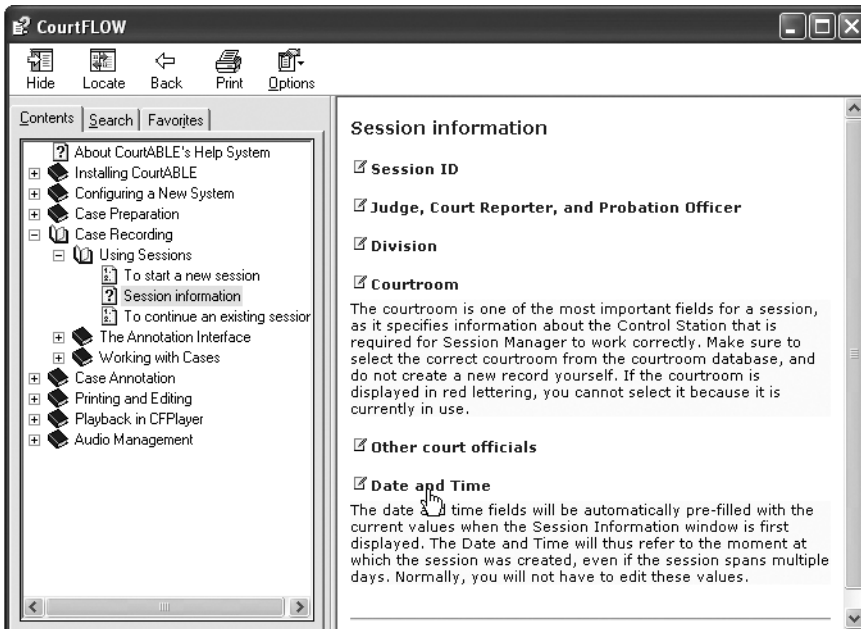 CourtFLOW
Hide Locate Back Print Options
Contents Search Favorites
About CourtABLE's Help System
Installing CourtABLE
Configuring a New System
Case Preparation
Case Recording
Using Sessions
To start a new session
Session information
To continue an existing session
The Annotation Interface
Working with Cases
Case Annotation
Printing and Editing
Playback in CFPlayer
Audio Management
Session information
Session ID
Judge, Court Reporter, and Probation Officer
Division
Courtroom
The courtroom is one of the most important fields for a session,
as it specifies information about the Control Station that is
required for Session Manager to work correctly. Make sure to
select the correct courtroom from the courtroom database, and
do not create a new record yourself. If the courtroom is
displayed in red lettering, you cannot select it because it is
currently in use.
Other court officials
Date and Time
The date and time fields will be automatically pre-filled with the
current values when the Session Information window is first
displayed. The Date and Time will thus refer to the moment at
which the session was created, even if the session spans multiple
days. Normally, you will not have to edit these values.